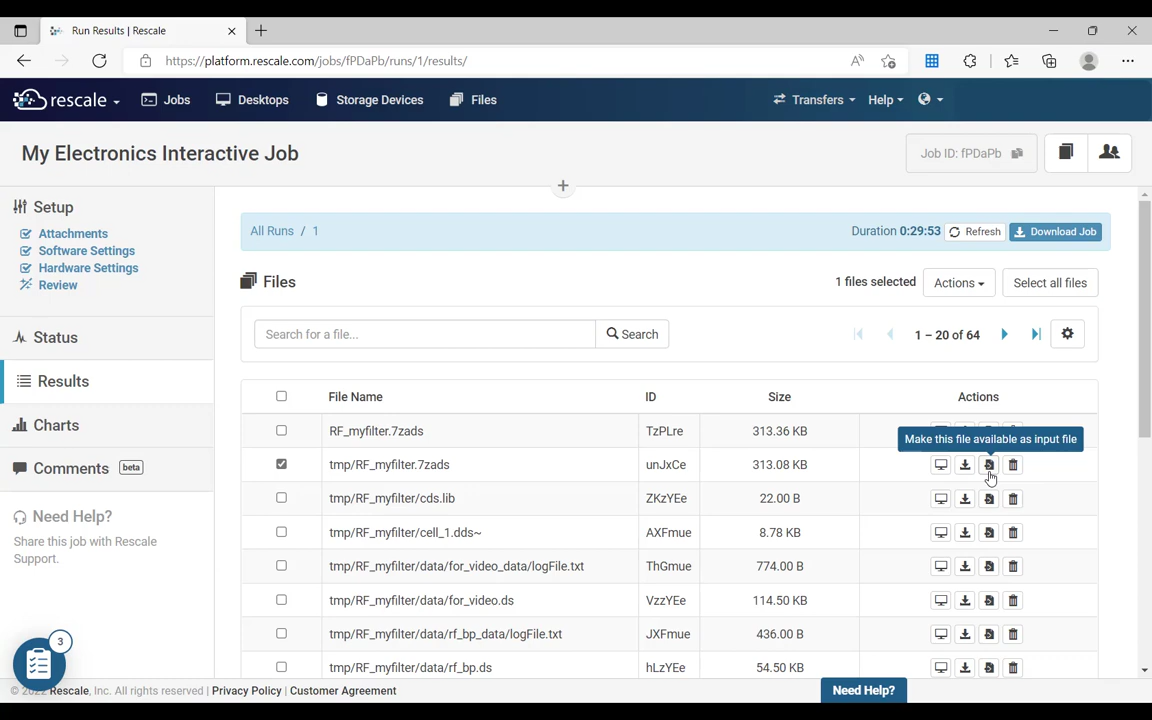 Run Results | Rescale
https://platform.rescale.com/jobs/fPDaPb/runs/1/results/
rescale Jobs Desktops Storage Devices Files Transfers Help
My Electronics Interactive Job
Job ID: fPDaPb
Setup
Attachments
Software Settings
Hardware Settings
Review
Status
Results
Charts
Comments beta
Need Help?
Share this job with Rescale
Support.
3
All Runs / 1 Duration 0:29:53 Refresh Download Job
Files 1 files selected Actions Select all files
Search for a file... Search 1 – 20 of 64
File Name ID Size Actions
RF_myfilter.7zads TzPLre 313.36 KB
Make this file available as input file
tmp/RF_myfilter.7zads unJxCe 313.08 KB
tmp/RF_myfilter/cds.lib ZKzYEe 22.00 B
tmp/RF_myfilter/cell_1.dds~ AXFmue 8.78 KB
tmp/RF_myfilter/data/for_video_data/logFile.txt ThGmue 774.00 B
tmp/RF_myfilter/data/for_video.ds VzzYEe 114.50 KB
tmp/RF_myfilter/data/rf_bp_data/logFile.txt JXFmue 436.00 B
tmp/RF_myfilter/data/rf_bp.ds hLzYEe 54.50 KB
© 2022 Rescale, Inc. All rights reserved | Privacy Policy | Customer Agreement
Need Help?